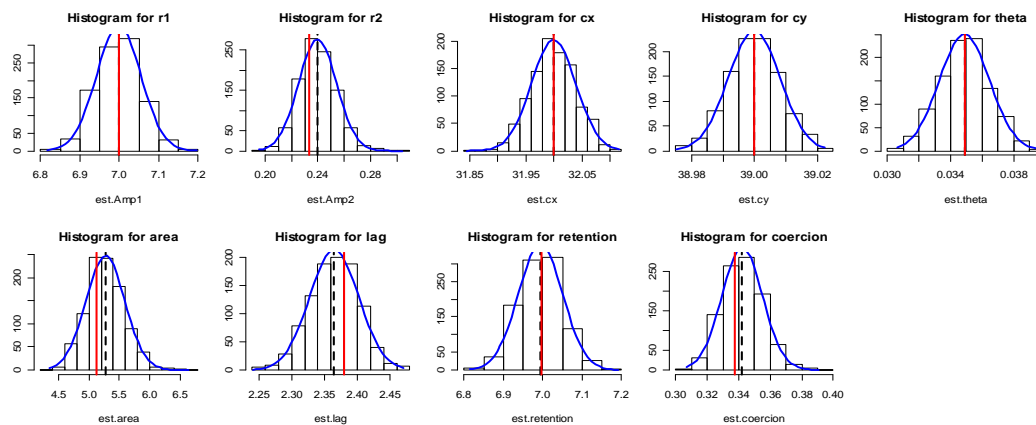 Histogram for r1
Histogram for r2
Histogram for cx
Histogram for cy
Histogram for theta
0 50 150 300
6.8 6.9 7.0 7.1 7.2
est.Amp1
0 50 150 250
0.20 0.24 0.28
est.Amp2
0 50 100 150 200
31.85 31.95 32.05
est.cx
0 50 100 200
38.98 39.00 39.02
est.cy
0 50 150 250
0.030 0.034 0.038
est.theta
Histogram for area
Histogram for lag
Histogram for retention
Histogram for coercion
0 50 150 250
4.5 5.0 5.5 6.0 6.5
est.area
0 50 100 150 200
2.25 2.30 2.35 2.40 2.45
est.lag
0 50 150 300
6.8 6.9 7.0 7.1 7.2
est.retention
0 50 150 250
0.30 0.32 0.34 0.36 0.38 0.40
est.coercion